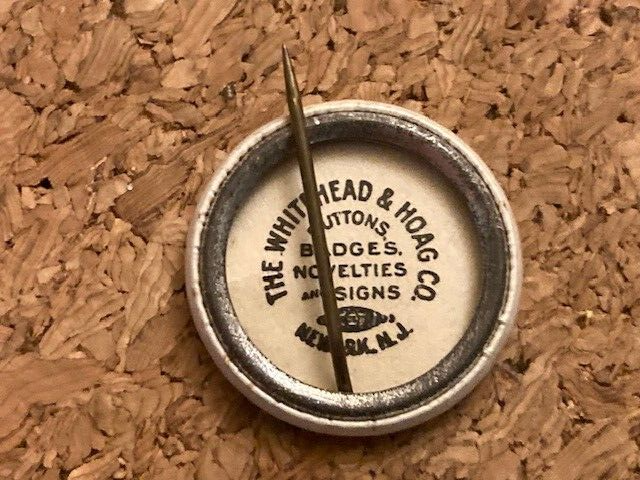 THE WHITEHEAD & HOAG CO.
BUTTONS,
BADGES,
NOVELTIES
AND SIGNS
NEWARK, N.J.